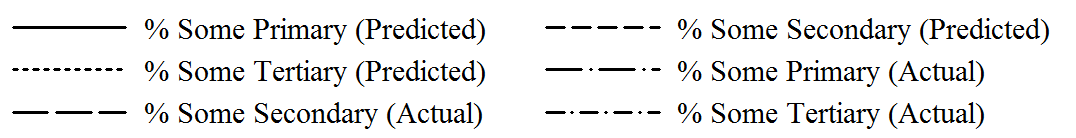 % Some Primary (Predicted)
% Some Secondary (Predicted)
% Some Tertiary (Predicted)
% Some Primary (Actual)
% Some Secondary (Actual)
% Some Tertiary (Actual)